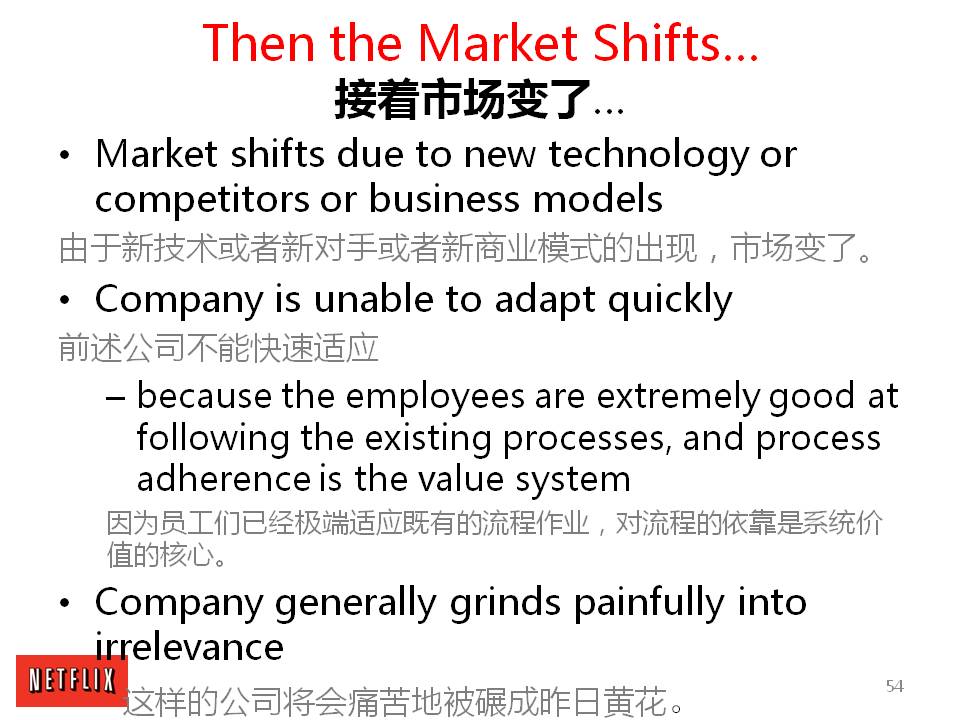 Then the Market Shifts…
接着市场变了…
• Market shifts due to new technology or
competitors or business models
由于新技术或者新对手或者新商业模式的出现，市场变了。
• Company is unable to adapt quickly
前述公司不能快速适应
– because the employees are extremely good at
following the existing processes, and process
adherence is the value system
因为员工们已经极端适应既有的流程作业，对流程的依靠是系统价
值的核心。
• Company generally grinds painfully into
irrelevance
NETFLIX
这样的公司将会痛苦地被碾成昨日黄花。
54